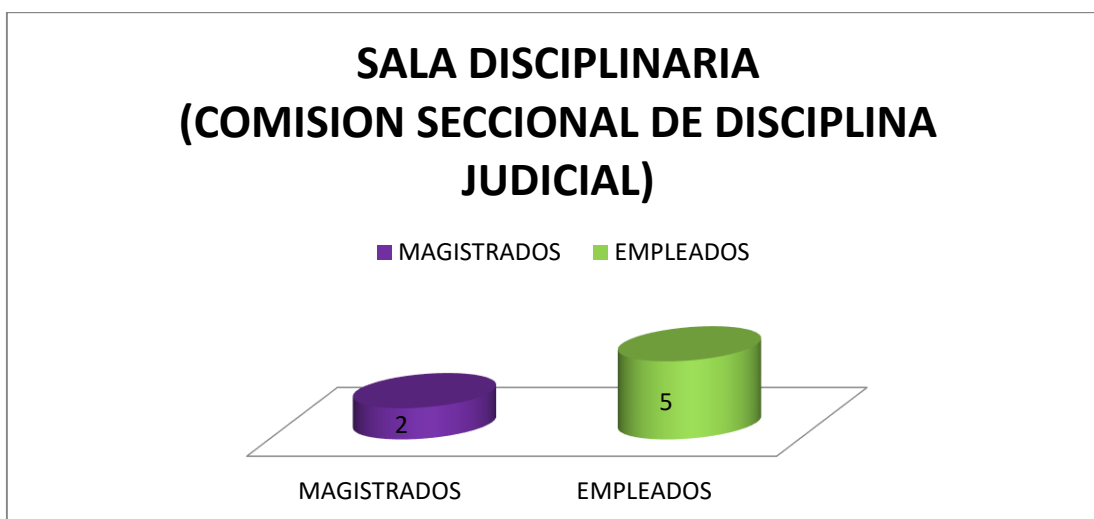 SALA DISCIPLINARIA
(COMISION SECCIONAL DE DISCIPLINA
JUDICIAL)
MAGISTRADOS EMPLEADOS
2
5
MAGISTRADOS EMPLEADOS